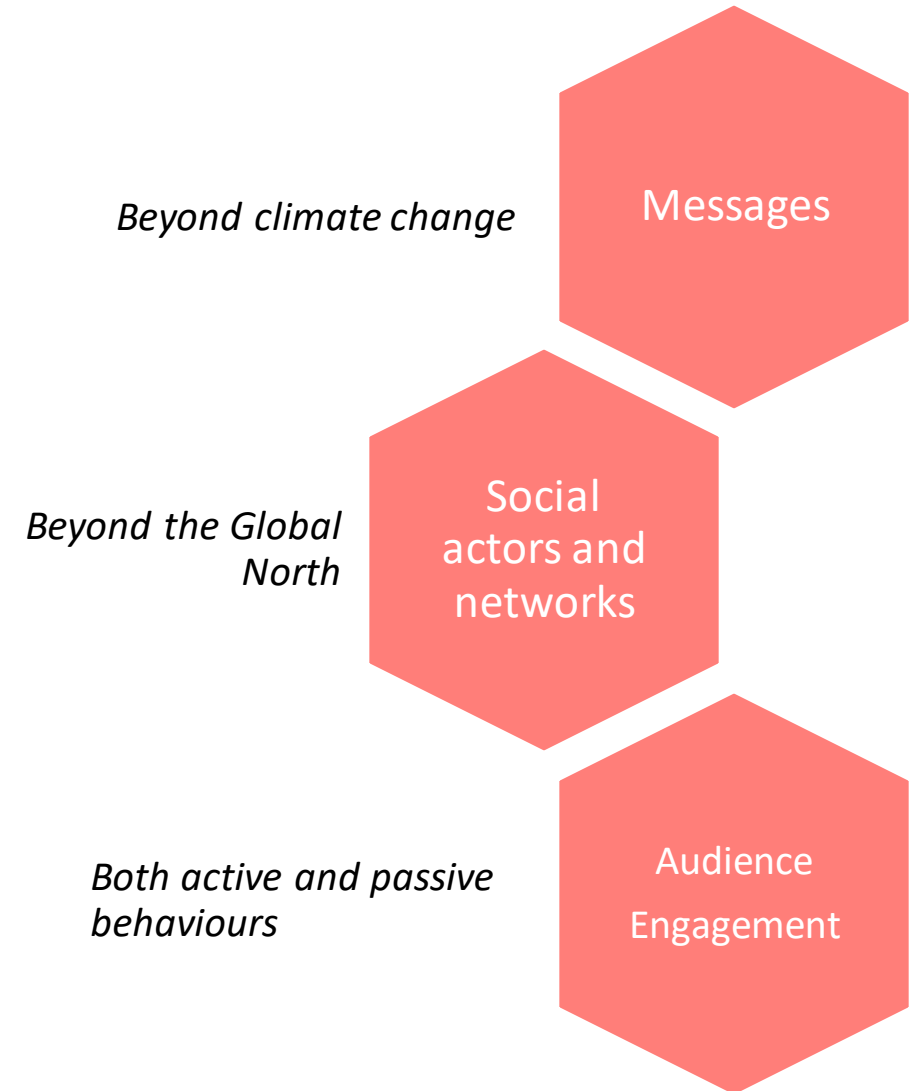 Beyond climate change
Messages
Beyond the Global
North
Social
actors and
networks
Both active and passive
behaviours
Audience
Engagement